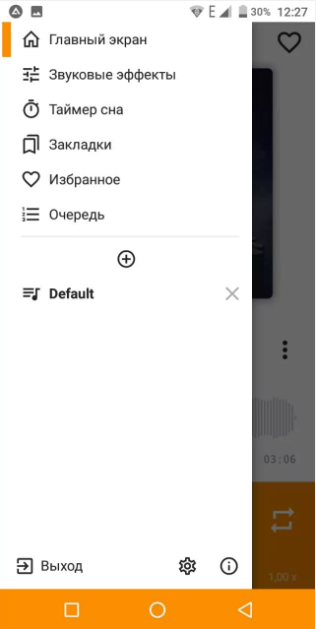 E 30% 12:27
Главный экран
Звуковые эффекты
Таймер сна
Закладки
Избранное
Очередь
Default
03:06
Выход
1,00 x